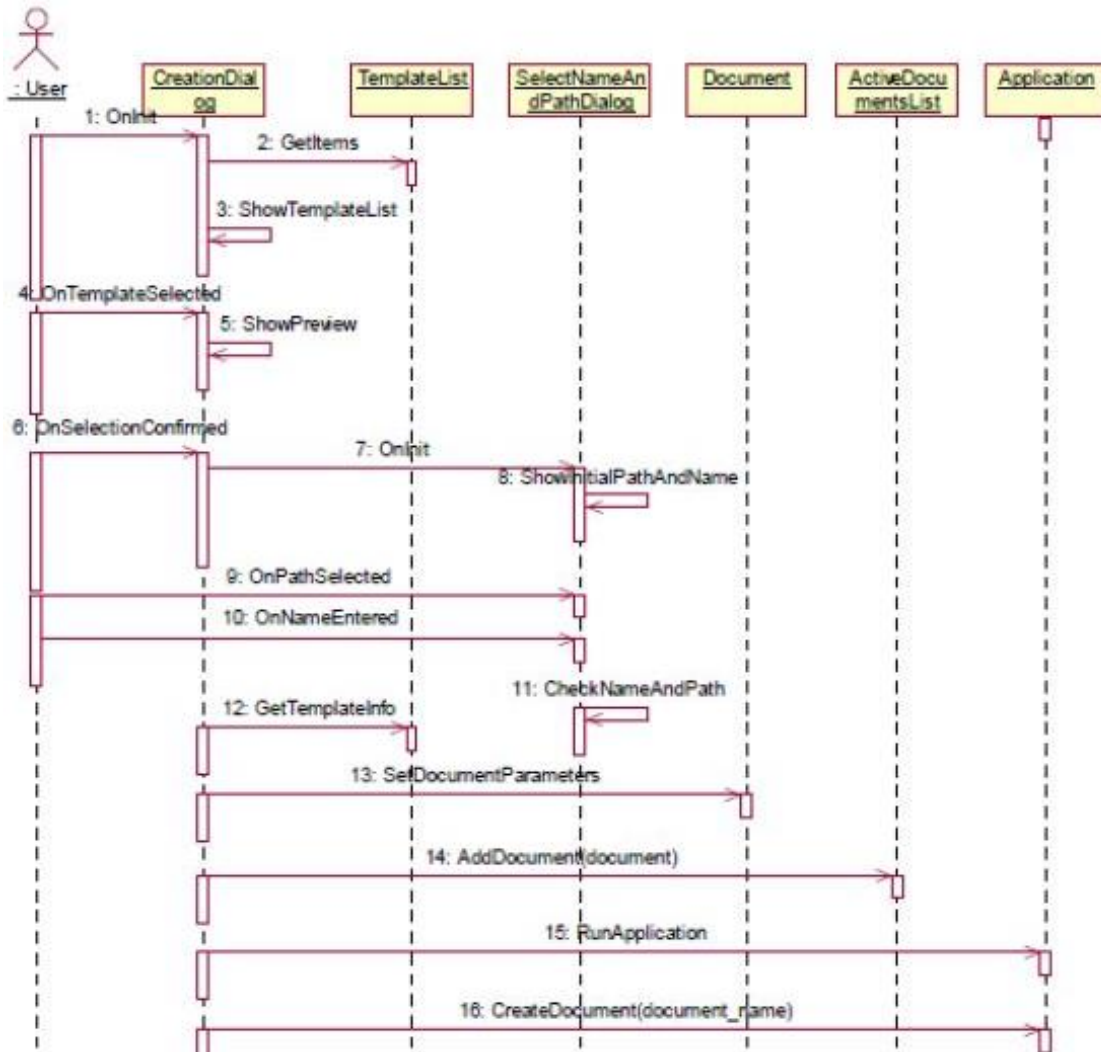 : User
CreationDial
og
TemplateList
SelectNameAn
dPathDialog
Document
ActiveDocu
mentsList
Application
1: OnInit
2: GetItems
3: ShowTemplateList
4: OnTemplateSelected
5: ShowPreview
6: OnSelectionConfirmed
7: OnInit
8: ShowInitialPathAndName
9: OnPathSelected
10: OnNameEntered
11: CheckNameAndPath
12: GetTemplateInfo
13: SetDocumentParameters
14: AddDocument(document)
15: RunApplication
16: CreateDocument(document_name)